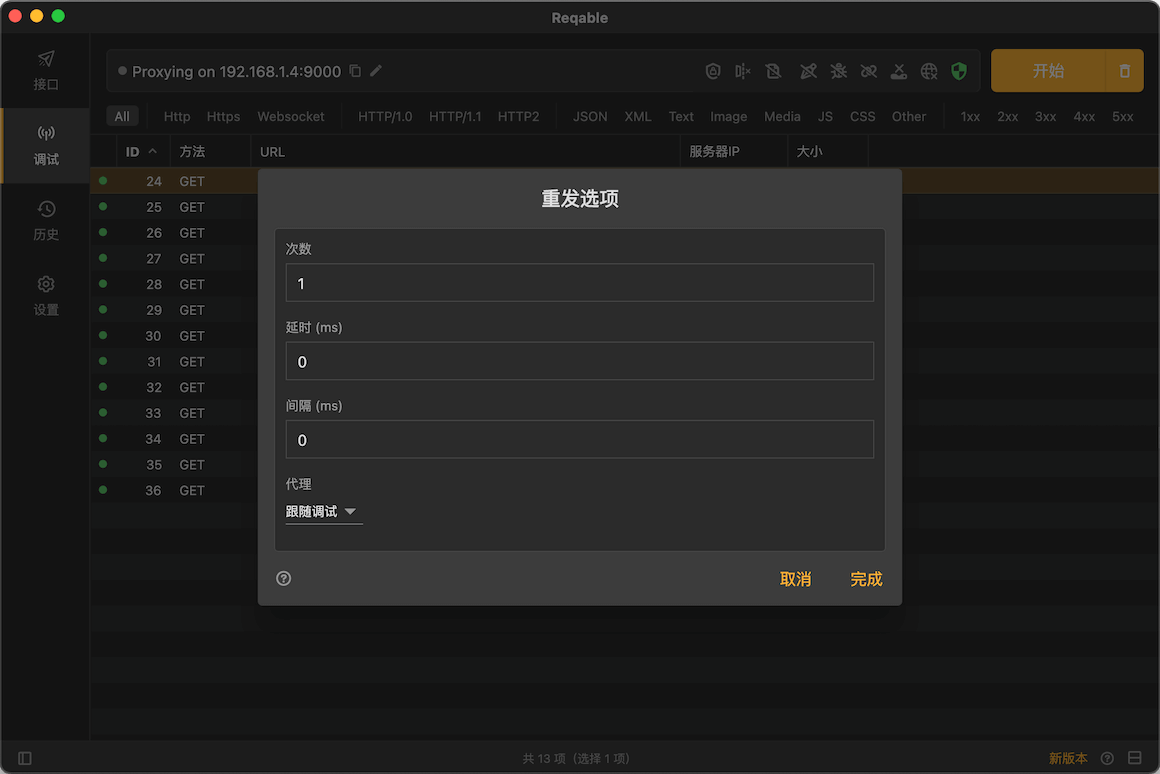 Reqable
接口
调试
历史
设置
Proxying on 192.168.1.4:9000
开始
All Http Https Websocket HTTP/1.0 HTTP/1.1 HTTP2 JSON XML Text Image Media JS CSS Other 1xx 2xx 3xx 4xx 5xx
ID 方法 URL 服务器IP 大小
24 GET
25 GET
26 GET
27 GET
28 GET
29 GET
30 GET
31 GET
32 GET
33 GET
34 GET
35 GET
36 GET
重发选项
次数
1
延时 (ms)
0
间隔 (ms)
0
代理
跟随调试
取消 完成
共 13 项（选择 1 项）
新版本